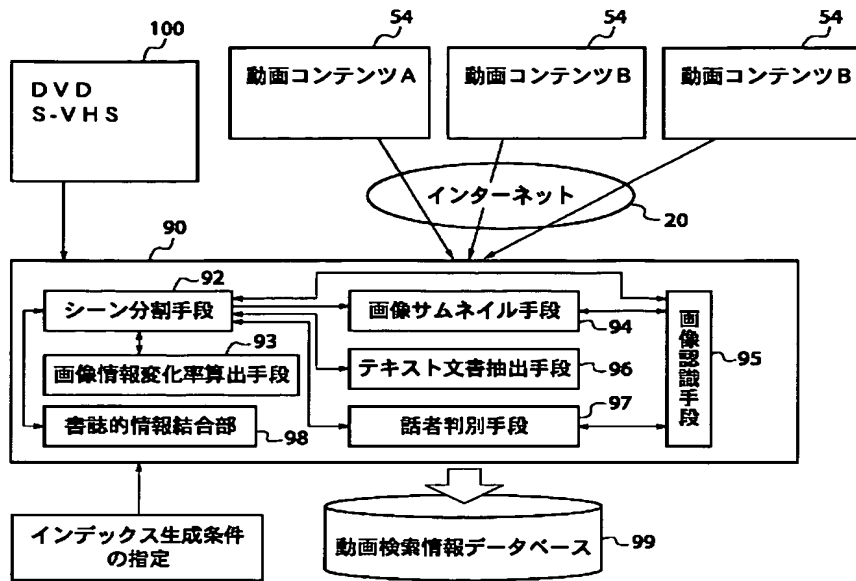 100
54
54
54
DVD
S-VHS
動画コンテンツA
動画コンテンツB
動画コンテンツB
インターネット
20
90
92
シーン分割手段
画像サムネイル手段
94
画像認識手段
95
93
画像情報変化率算出手段
テキスト文書抽出手段
96
97
書誌的情報結合部
98
話者判別手段
インデックス生成条件
の指定
動画検索情報データベース
99